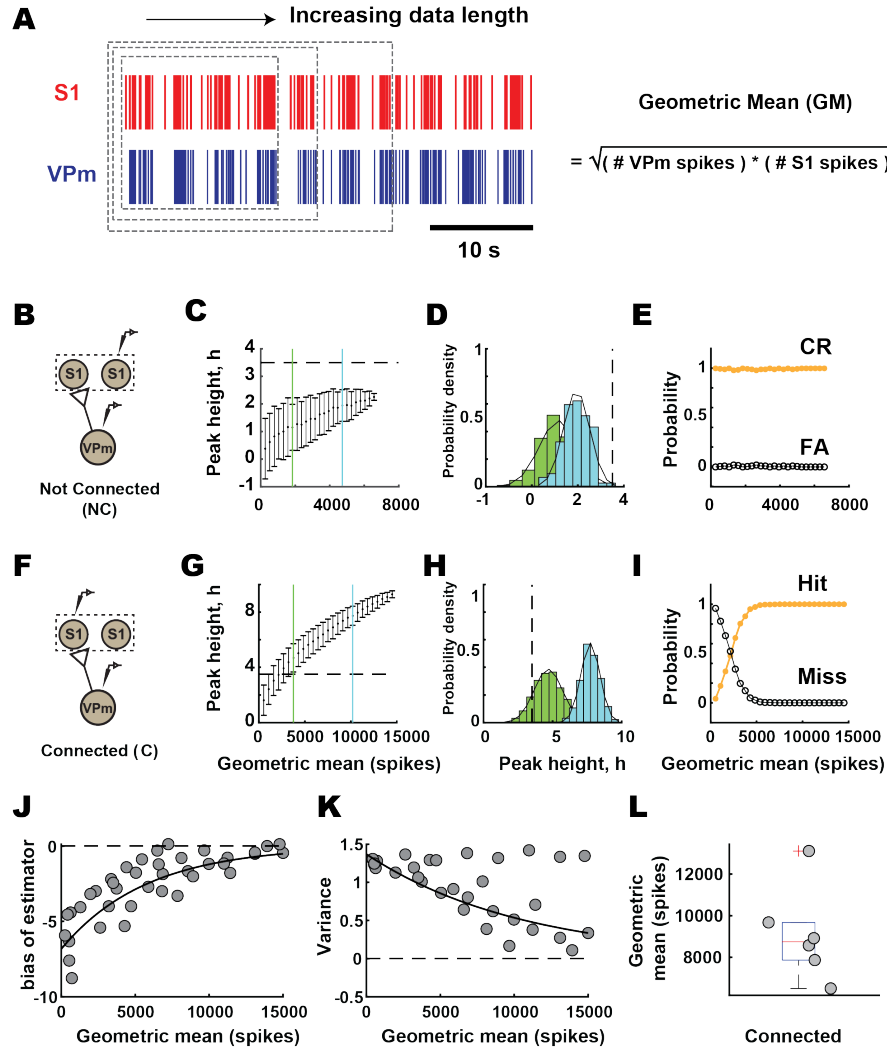 A
Increasing data length
S1
VPm
10 s
Geometric Mean (GM)
= √( # VPm spikes ) * ( # S1 spikes )
B
S1 S1
VPm
Not Connected
(NC)
C
Peak height, h
4
3
2
1
0
-1
0 4000 8000
D
Probability density
1
0.5
0
-1 0 2 4
E
Probability
1
0.5
0
CR
FA
0 4000 8000
F
S1 S1
VPm
Connected ( C )
G
Peak height, h
8
4
0
0 5000 10000 15000
Geometric mean (spikes)
H
Probability density
1
0.5
0
0 5 10
Peak height, h
I
Probability
1
0.5
0
Hit
Miss
0 5000 10000 15000
Geometric mean (spikes)
J
bias of estimator
0
-5
-10
0 5000 10000 15000
Geometric mean (spikes)
K
Variance
1.5
1
0.5
0
-0.5
0 5000 10000 15000
Geometric mean (spikes)
L
Geometric
mean (spikes)
12000
10000
8000
Connected